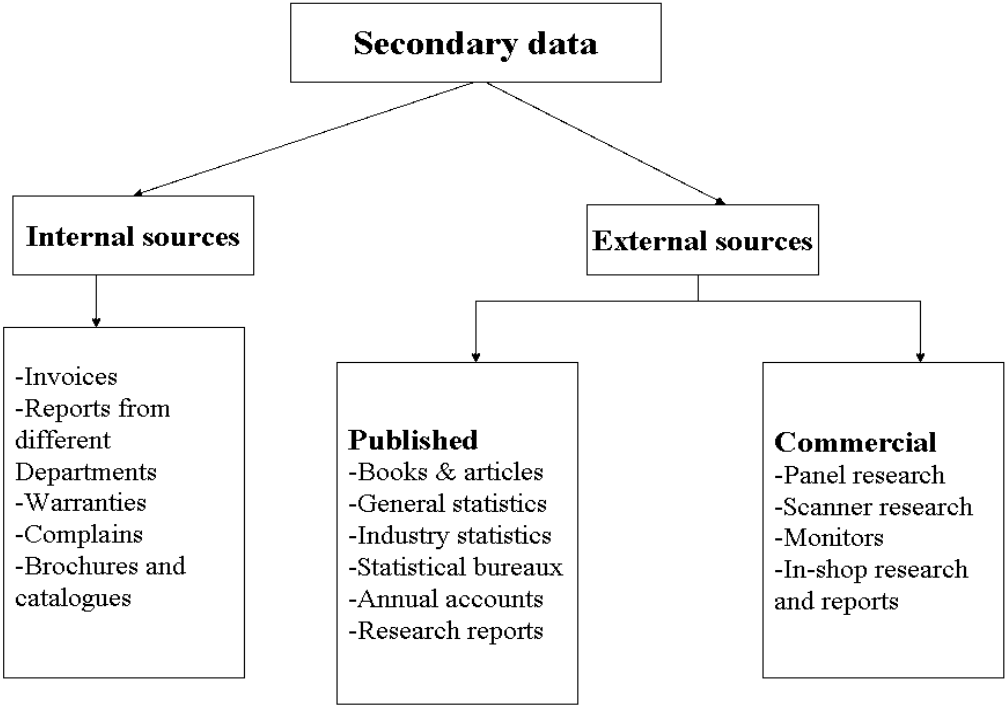 Secondary data
Internal sources
External sources
-Invoices
-Reports from
different
Departments
-Warranties
-Complains
-Brochures and
catalogues
Published
-Books & articles
-General statistics
-Industry statistics
-Statistical bureaux
-Annual accounts
-Research reports
Commercial
-Panel research
-Scanner research
-Monitors
-In-shop research
and reports